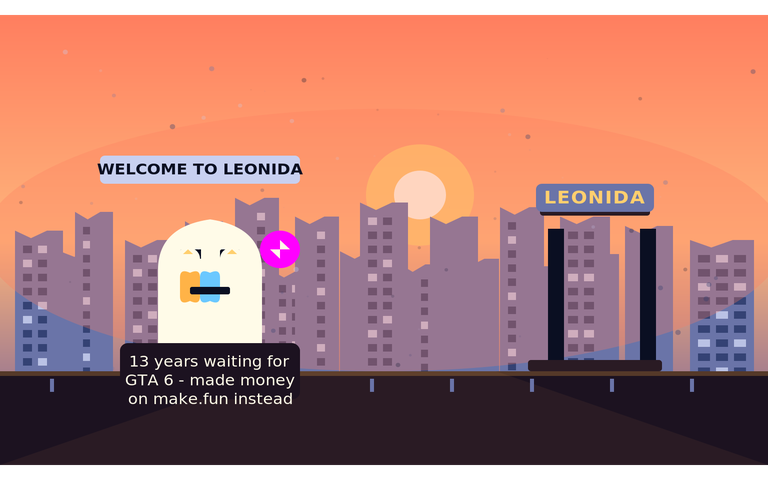 WELCOME TO LEONIDA
LEONIDA
13 years waiting for
GTA 6 - made money
on make.fun instead